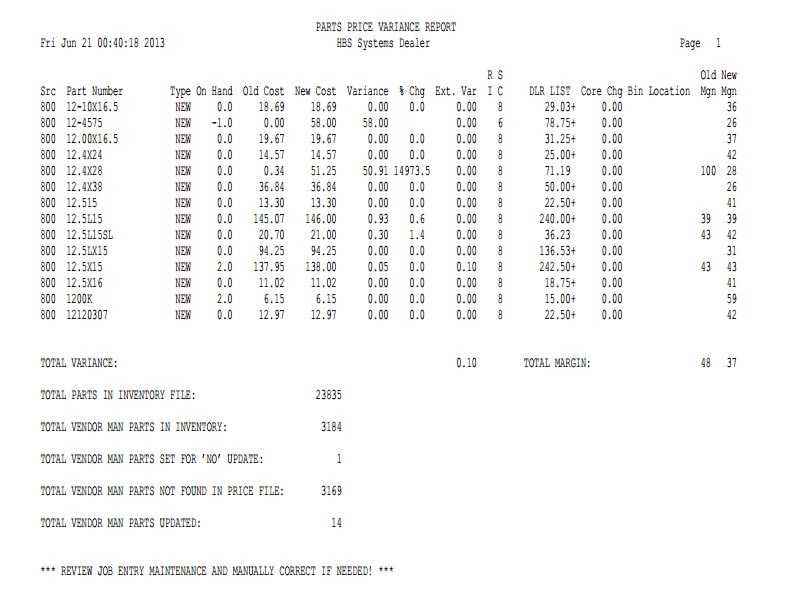 PARTS PRICE VARIANCE REPORT
Fri Jun 21 00:40:18 2013 HBS Systems Dealer Page 1
R S Old New
Src Part Number Type On Hand Old Cost New Cost Variance % Chg Ext. Var I C DLR LIST Core Chg Bin Location Mgn Mgn
800 12-10X16.5 NEW 0.0 18.69 18.69 0.00 0.0 0.00 8 29.03+ 0.00 36
800 12-4575 NEW -1.0 0.00 58.00 58.00 0.00 6 78.75+ 0.00 26
800 12.00X16.5 NEW 0.0 19.67 19.67 0.00 0.0 0.00 8 31.25+ 0.00 37
800 12.4X24 NEW 0.0 14.57 14.57 0.00 0.0 0.00 8 25.00+ 0.00 42
800 12.4X28 NEW 0.0 0.34 51.25 50.91 14973.5 0.00 8 71.19 0.00 100 28
800 12.4X38 NEW 0.0 36.84 36.84 0.00 0.0 0.00 8 50.00+ 0.00 26
800 12.515 NEW 0.0 13.30 13.30 0.00 0.0 0.00 8 22.50+ 0.00 41
800 12.5L15 NEW 0.0 145.07 146.00 0.93 0.6 0.00 8 240.00+ 0.00 39 39
800 12.5L15SL NEW 0.0 20.70 21.00 0.30 1.4 0.00 8 36.23 0.00 43 42
800 12.5LX15 NEW 0.0 94.25 94.25 0.00 0.0 0.00 8 136.53+ 0.00 31
800 12.5X15 NEW 2.0 137.95 138.00 0.05 0.0 0.10 8 242.50+ 0.00 43 43
800 12.5X16 NEW 0.0 11.02 11.02 0.00 0.0 0.00 8 18.75+ 0.00 41
800 1200K NEW 2.0 6.15 6.15 0.00 0.0 0.00 8 15.00+ 0.00 59
800 12120307 NEW 0.0 12.97 12.97 0.00 0.0 0.00 8 22.50+ 0.00 42
TOTAL VARIANCE: 0.10 TOTAL MARGIN: 48 37
TOTAL PARTS IN INVENTORY FILE: 23835
TOTAL VENDOR MAN PARTS IN INVENTORY: 3184
TOTAL VENDOR MAN PARTS SET FOR 'NO' UPDATE: 1
TOTAL VENDOR MAN PARTS NOT FOUND IN PRICE FILE: 3169
TOTAL VENDOR MAN PARTS UPDATED: 14
*** REVIEW JOB ENTRY MAINTENANCE AND MANUALLY CORRECT IF NEEDED! ***